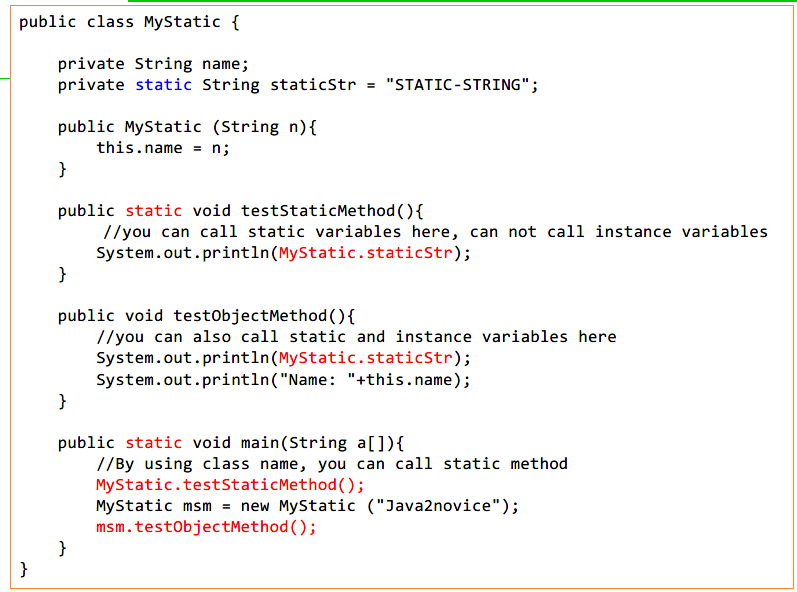 public class MyStatic {
private String name;
private static String staticStr = "STATIC-STRING";
public MyStatic (String n){
this.name = n;
}
public static void testStaticMethod(){
//you can call static variables here, can not call instance variables
System.out.println(MyStatic.staticStr);
}
public void testObjectMethod(){
//you can also call static and instance variables here
System.out.println(MyStatic.staticStr);
System.out.println("Name: "+this.name);
}
public static void main(String a[]){
//By using class name, you can call static method
MyStatic.testStaticMethod();
MyStatic msm = new MyStatic ("Java2novice");
msm.testObjectMethod();
}
}